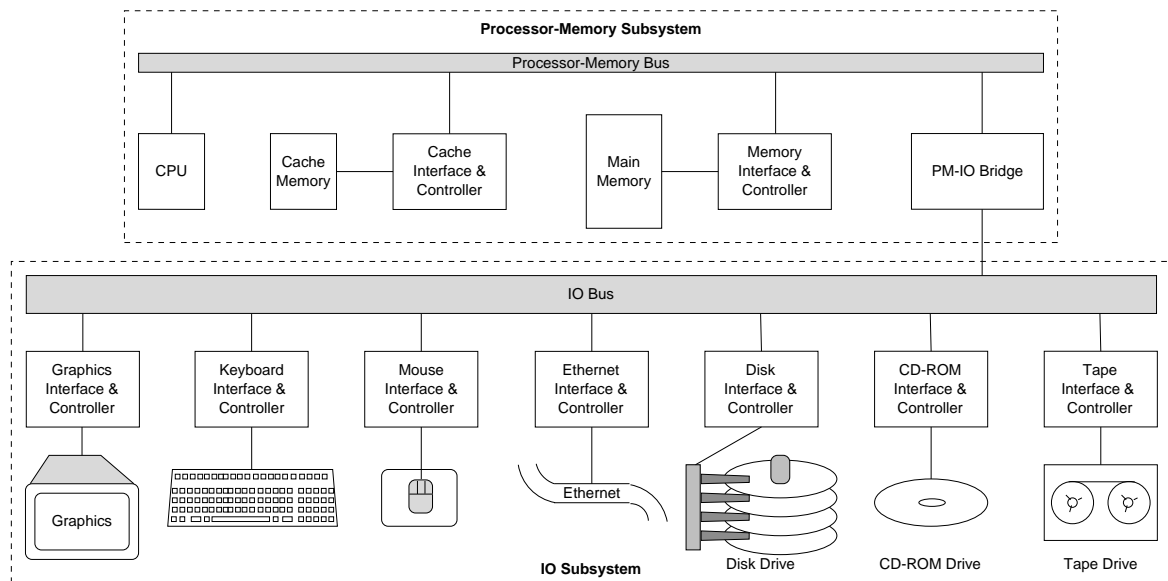 Processor-Memory Subsystem
Processor-Memory Bus
CPU
Cache
Memory
Cache
Interface &
Controller
Main
Memory
Memory
Interface &
Controller
PM-IO Bridge
IO Bus
Graphics
Interface &
Controller
Keyboard
Interface &
Controller
Mouse
Interface &
Controller
Ethernet
Interface &
Controller
Disk
Interface &
Controller
CD-ROM
Interface &
Controller
Tape
Interface &
Controller
Graphics
Ethernet
Disk Drive
CD-ROM Drive
Tape Drive
IO Subsystem